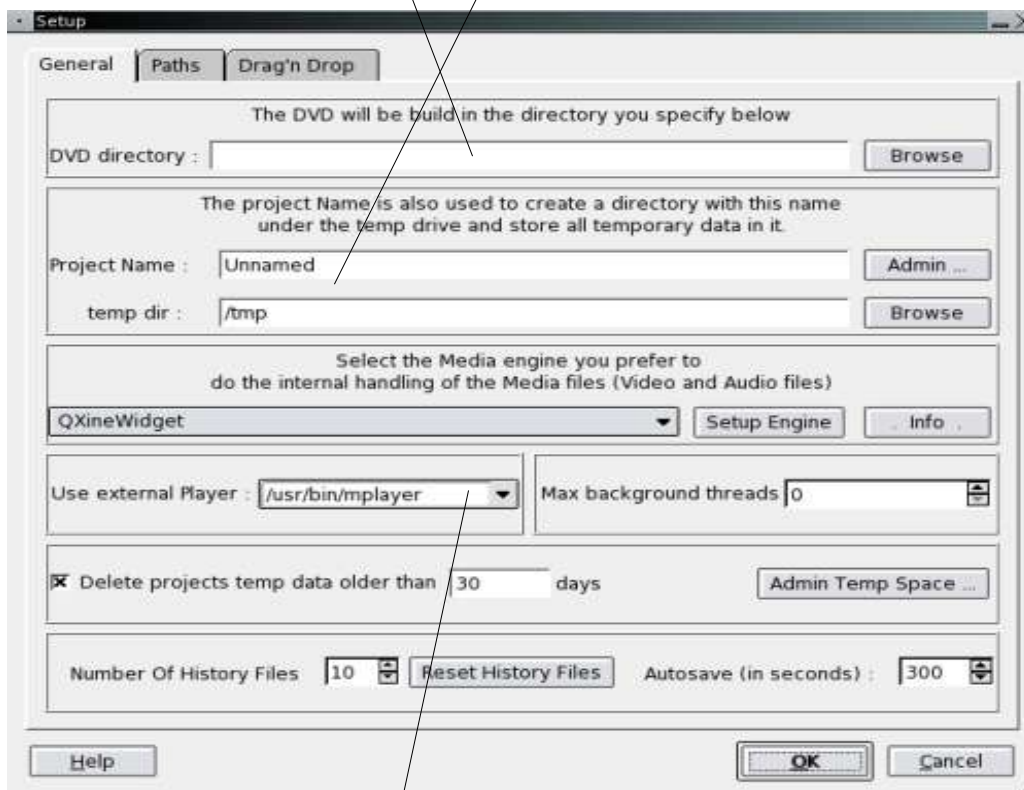 Setup
General Paths Drag'n Drop
The DVD will be build in the directory you specify below
DVD directory : Browse
The project Name is also used to create a directory with this name
under the temp drive and store all temporary data in it.
Project Name : Unnamed Admin ...
temp dir : /tmp Browse
Select the Media engine you prefer to
do the internal handling of the Media files (Video and Audio files)
QXineWidget Setup Engine . Info .
Use external Player : /usr/bin/mplayer Max background threads 0
Delete projects temp data older than 30 days Admin Temp Space ...
Number Of History Files 10 Reset History Files Autosave (in seconds) : 300
Help OK Cancel